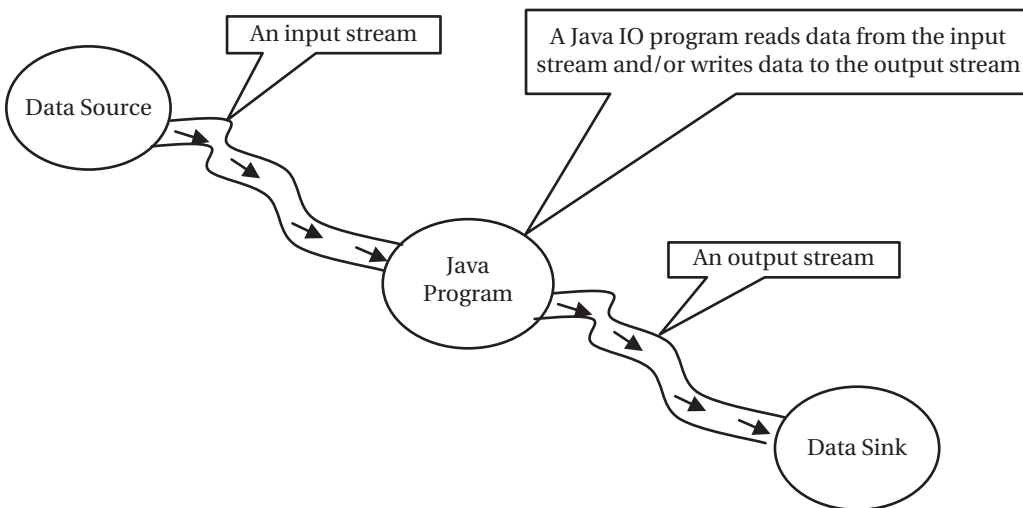 An input stream
A Java IO program reads data from the input
stream and/or writes data to the output stream
Data Source
Java
Program
An output stream
Data Sink